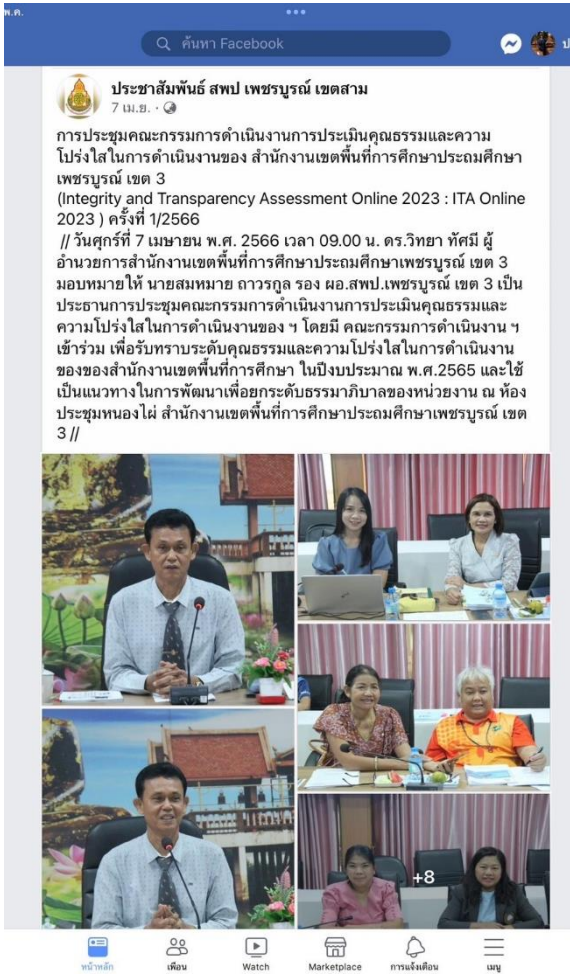 พ.ค.
ค้นหา Facebook
ประชาสัมพันธ์ สพป เพชรบูรณ์ เขตสาม
7 เม.ย. ·
การประชุมคณะกรรมการดำเนินงานการประเมินคุณธรรมและความ
โปร่งใสในการดำเนินงานของ สำนักงานเขตพื้นที่การศึกษาประถมศึกษา
เพชรบูรณ์ เขต 3
(Integrity and Transparency Assessment Online 2023 : ITA Online
2023 ) ครั้งที่ 1/2566
// วันศุกร์ที่ 7 เมษายน พ.ศ. 2566 เวลา 09.00 น. ดร.วิทยา ทัศมี ผู้
อำนวยการสำนักงานเขตพื้นที่การศึกษาประถมศึกษาเพชรบูรณ์ เขต 3
มอบหมายให้ นายสมหมาย ถาวรกูล รอง ผอ.สพป.เพชรบูรณ์ เขต 3 เป็น
ประธานการประชุมคณะกรรมการดำเนินงานการประเมินคุณธรรมและ
ความโปร่งใสในการดำเนินงานของ ฯ โดยมี คณะกรรมการดำเนินงาน ฯ
เข้าร่วม เพื่อรับทราบระดับคุณธรรมและความโปร่งใสในการดำเนินงาน
ของของสำนักงานเขตพื้นที่การศึกษา ในปีงบประมาณ พ.ศ.2565 และใช้
เป็นแนวทางในการพัฒนาเพื่อยกระดับธรรมาภิบาลของหน่วยงาน ณ ห้อง
ประชุมหนองไผ่ สำนักงานเขตพื้นที่การศึกษาประถมศึกษาเพชรบูรณ์ เขต
3 //
+8
หน้าหลัก
เพื่อน
Watch
Marketplace
การแจ้งเตือน
เมนู